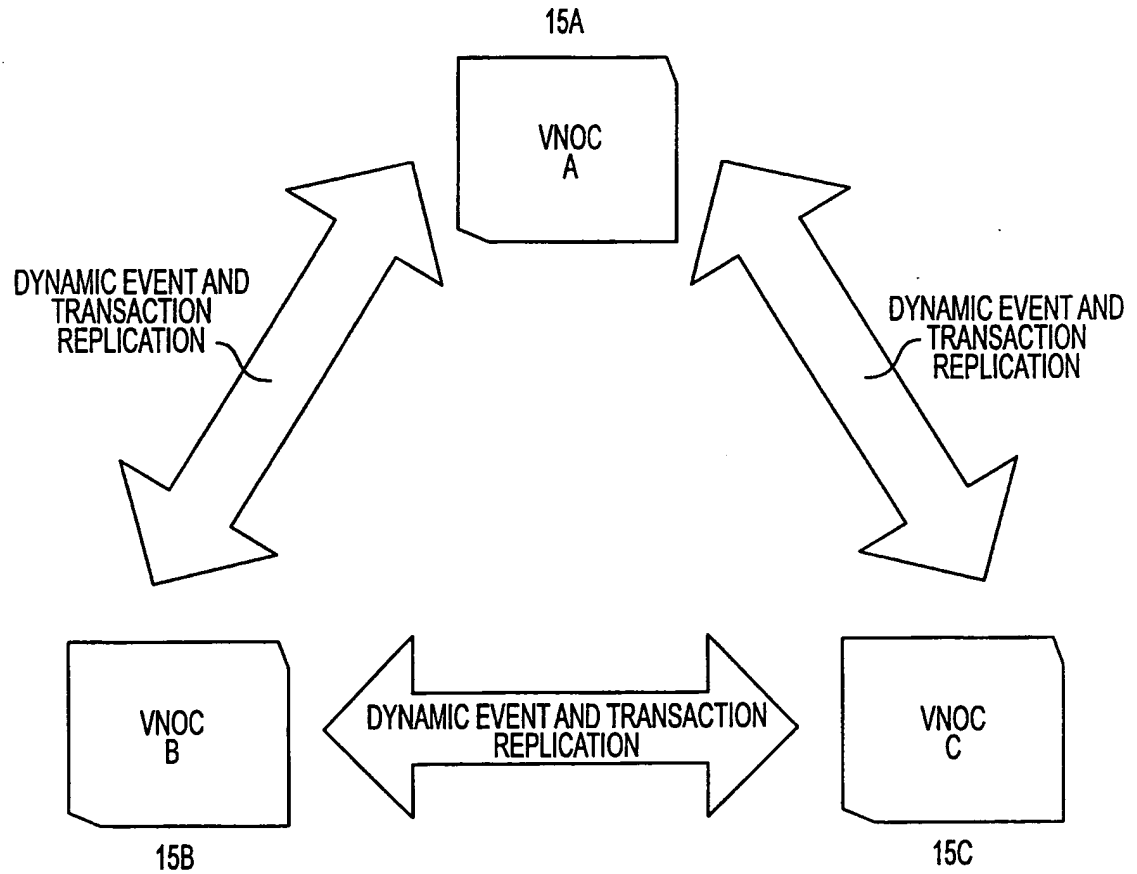 15A
VNOC
A
DYNAMIC EVENT AND
TRANSACTION
REPLICATION
DYNAMIC EVENT AND
TRANSACTION
REPLICATION
DYNAMIC EVENT AND TRANSACTION
REPLICATION
VNOC
B
VNOC
C
15B
15C